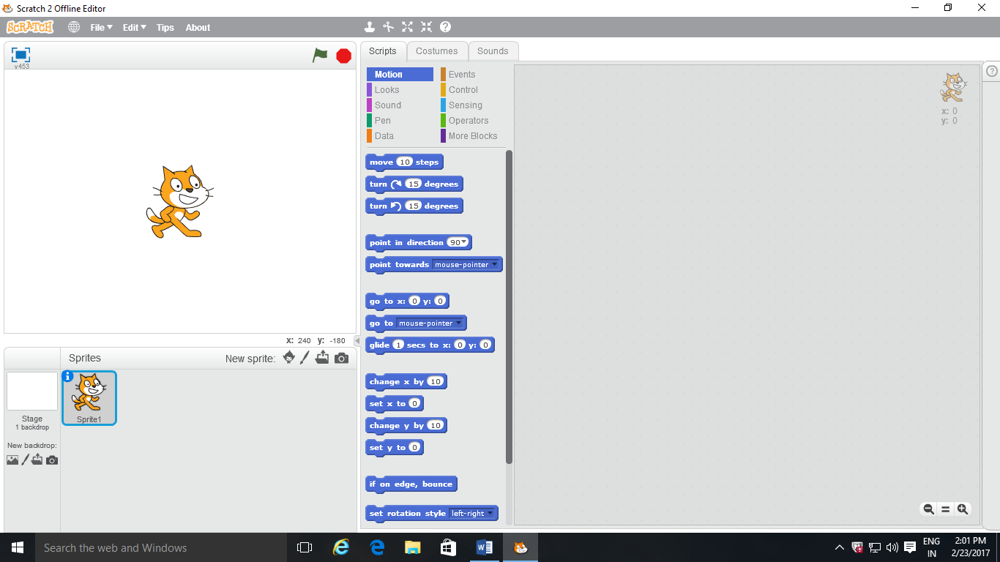 Scratch 2 Offline Editor
SCRATCH File Edit Tips About
v453
Scripts Costumes Sounds
Motion Events
Looks Control
Sound Sensing
Pen Operators
Data More Blocks
x: 0
y: 0
move 10 steps
turn 15 degrees
turn 15 degrees
point in direction 90
point towards mouse-pointer
go to x: 0 y: 0
go to mouse-pointer
glide 1 secs to x: 0 y: 0
change x by 10
set x to 0
change y by 10
set y to 0
if on edge, bounce
set rotation style left-right
x: 240 y: -180
Sprites New sprite:
Sprite1
Stage
1 backdrop
New backdrop:
Search the web and Windows
ENG
IN
2:01 PM
2/23/2017